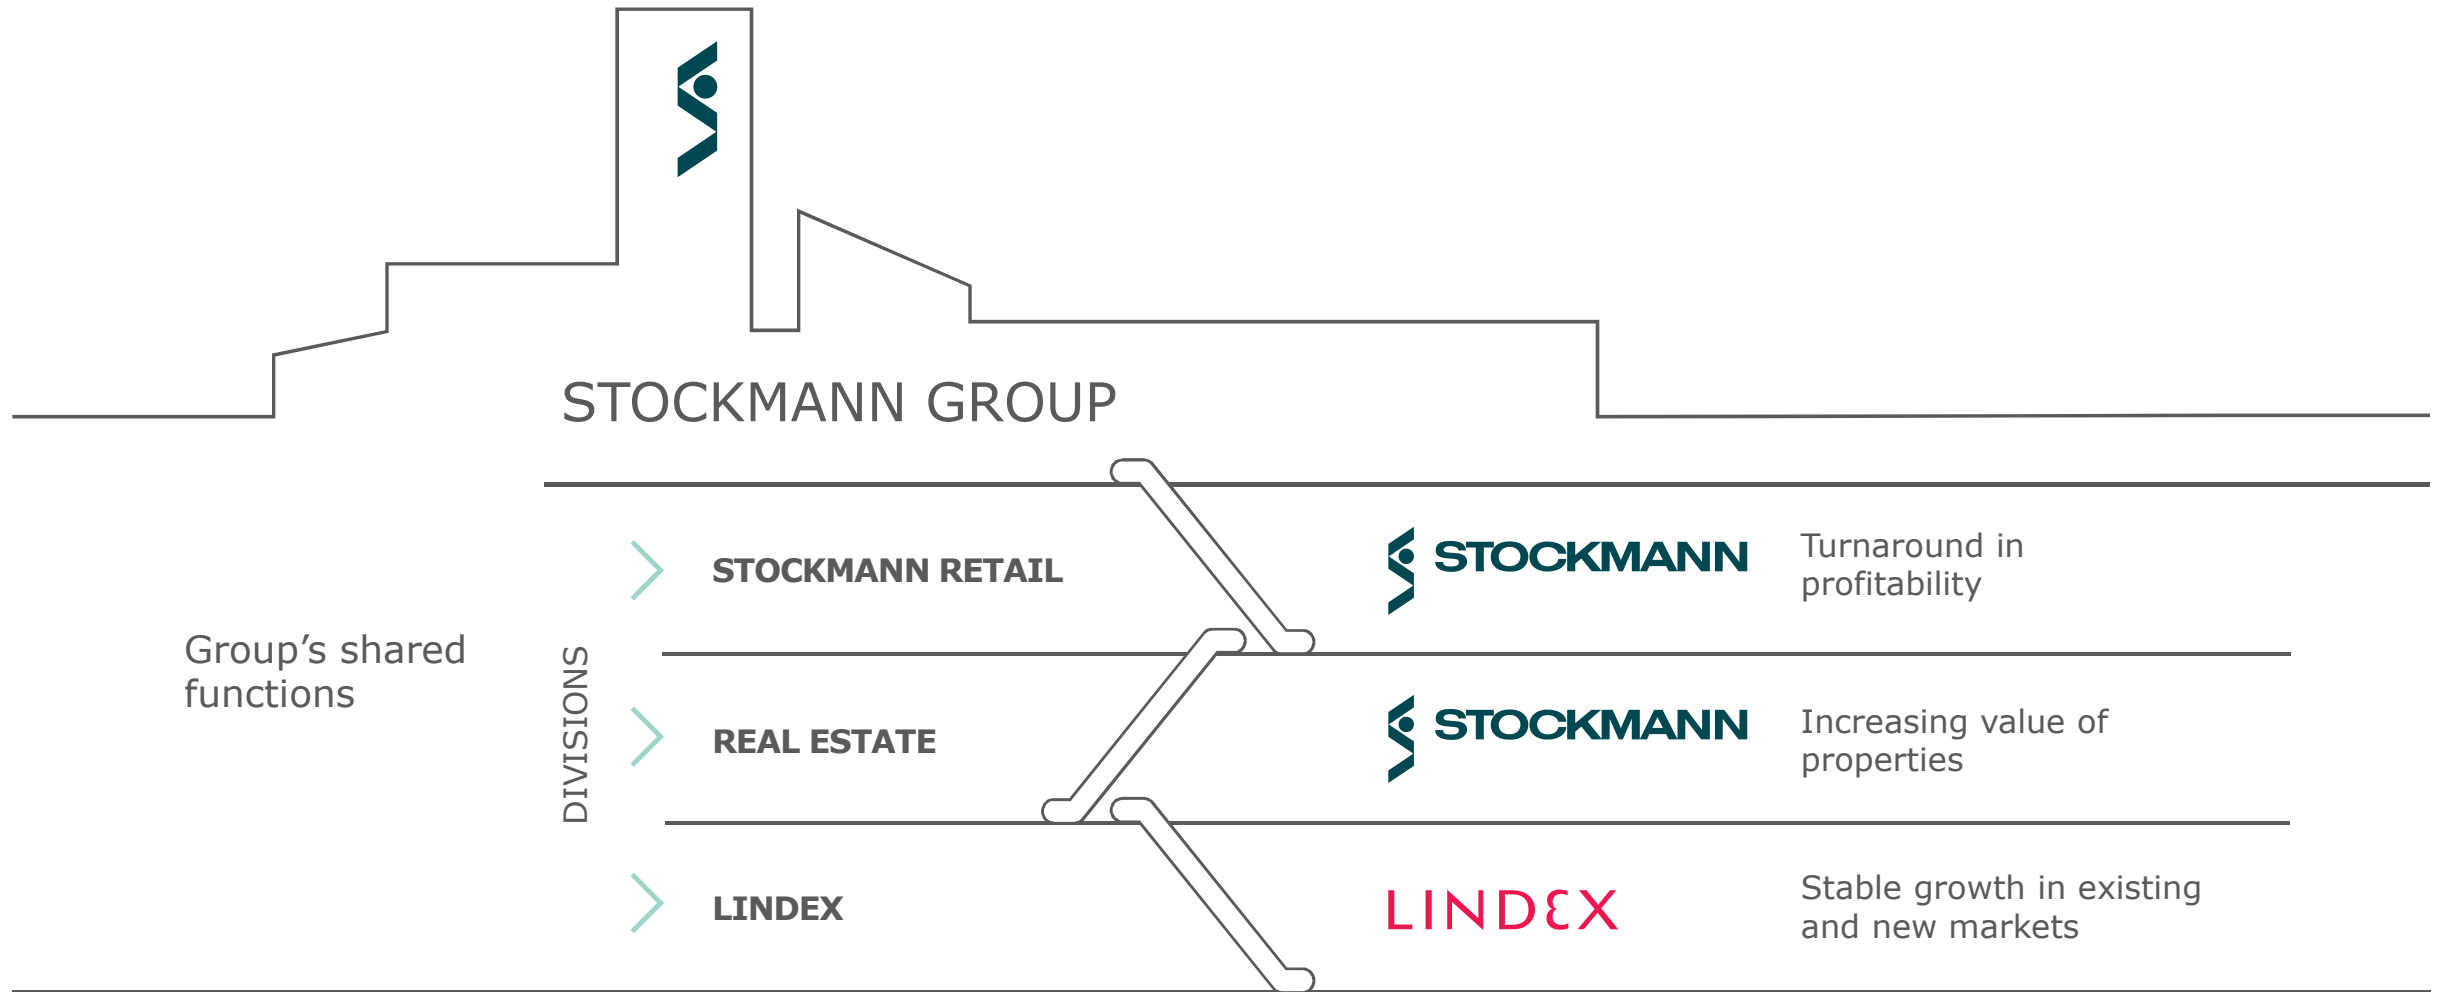 STOCKMANN GROUP
Group’s shared
functions
DIVISIONS
STOCKMANN RETAIL
STOCKMANN
Turnaround in
profitability
REAL ESTATE
STOCKMANN
Increasing value of
properties
LINDEX
LINDEX
Stable growth in existing
and new markets